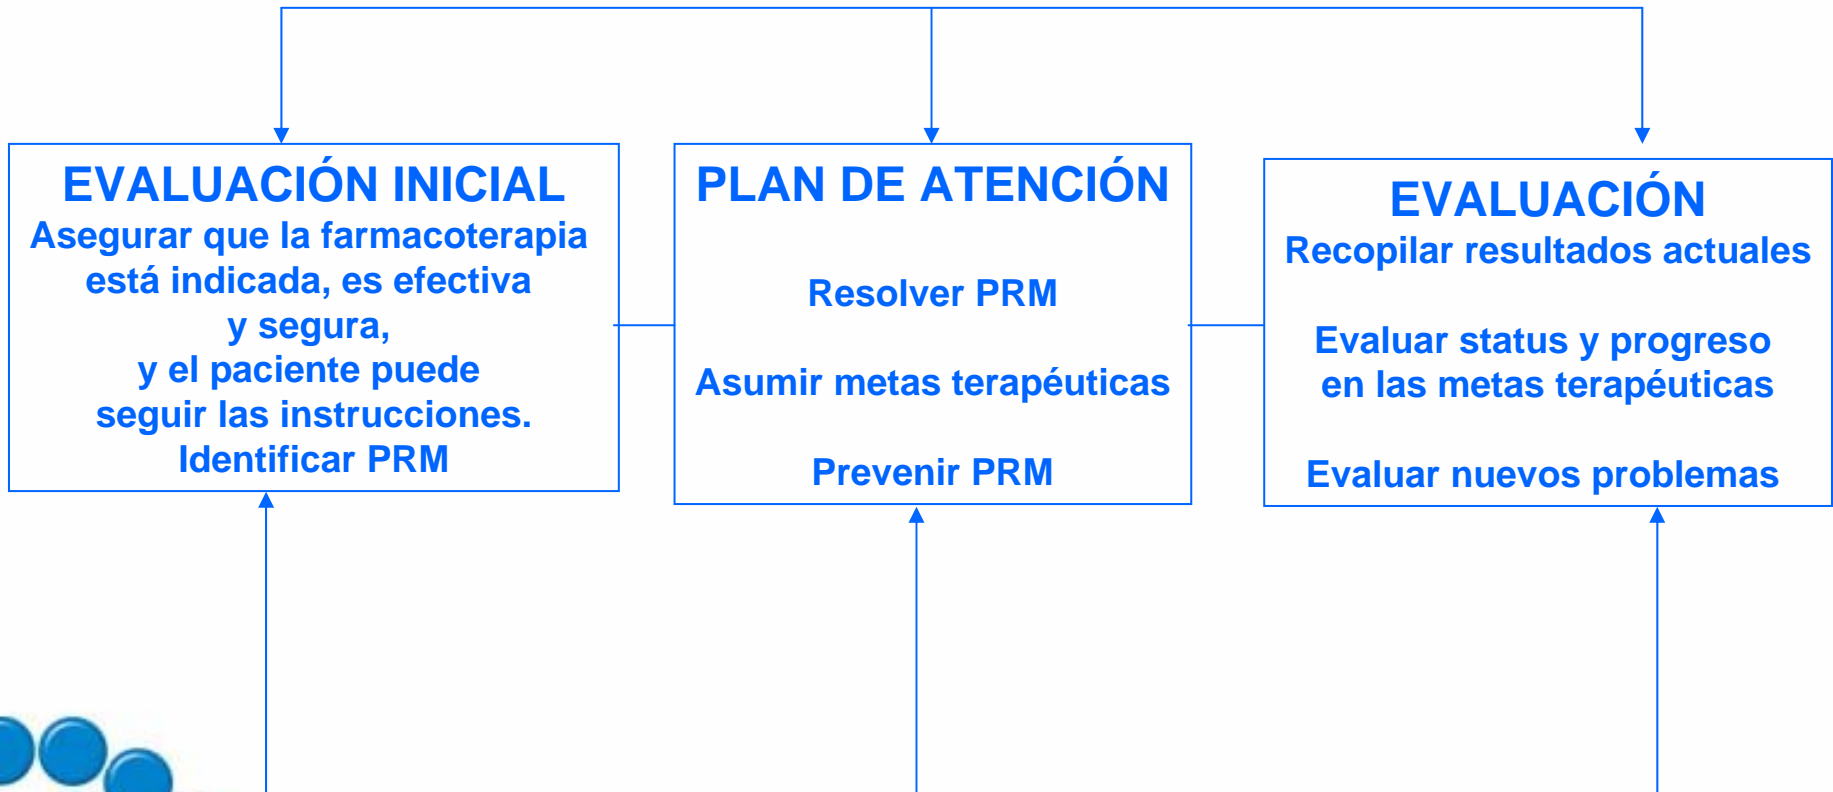 EVALUACIÓN INICIAL
Asegurar que la farmacoterapia
está indicada, es efectiva
y segura,
y el paciente puede
seguir las instrucciones.
Identificar PRM
PLAN DE ATENCIÓN
Resolver PRM
Asumir metas terapéuticas
Prevenir PRM
EVALUACIÓN
Recopilar resultados actuales
Evaluar status y progreso
en las metas terapéuticas
Evaluar nuevos problemas